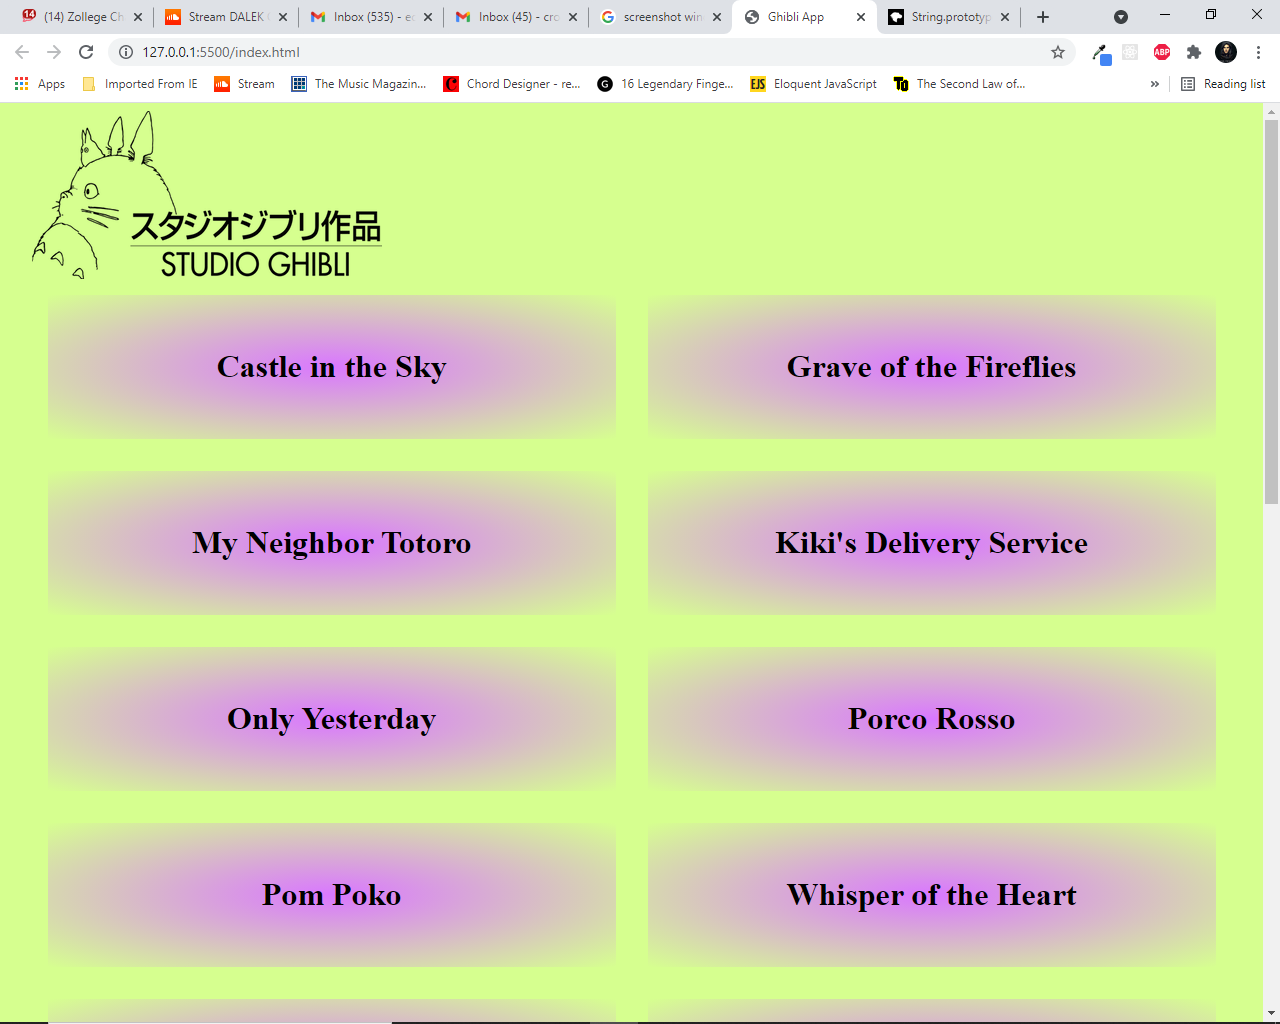 (14) Zollege Ch
Stream DALEK
Inbox (535) - e
Inbox (45) - cro
screenshot win
Ghibli App
String.prototyp
127.0.0.1:5500/index.html
ABP
Apps
Imported From IE
Stream
The Music Magazin...
Chord Designer - re...
G
16 Legendary Finge...
EJS
Eloquent JavaScript
The Second Law of...
»
Reading list
スタジオジブリ作品
STUDIO GHIBLI
Castle in the Sky
Grave of the Fireflies
My Neighbor Totoro
Kiki's Delivery Service
Only Yesterday
Porco Rosso
Pom Poko
Whisper of the Heart